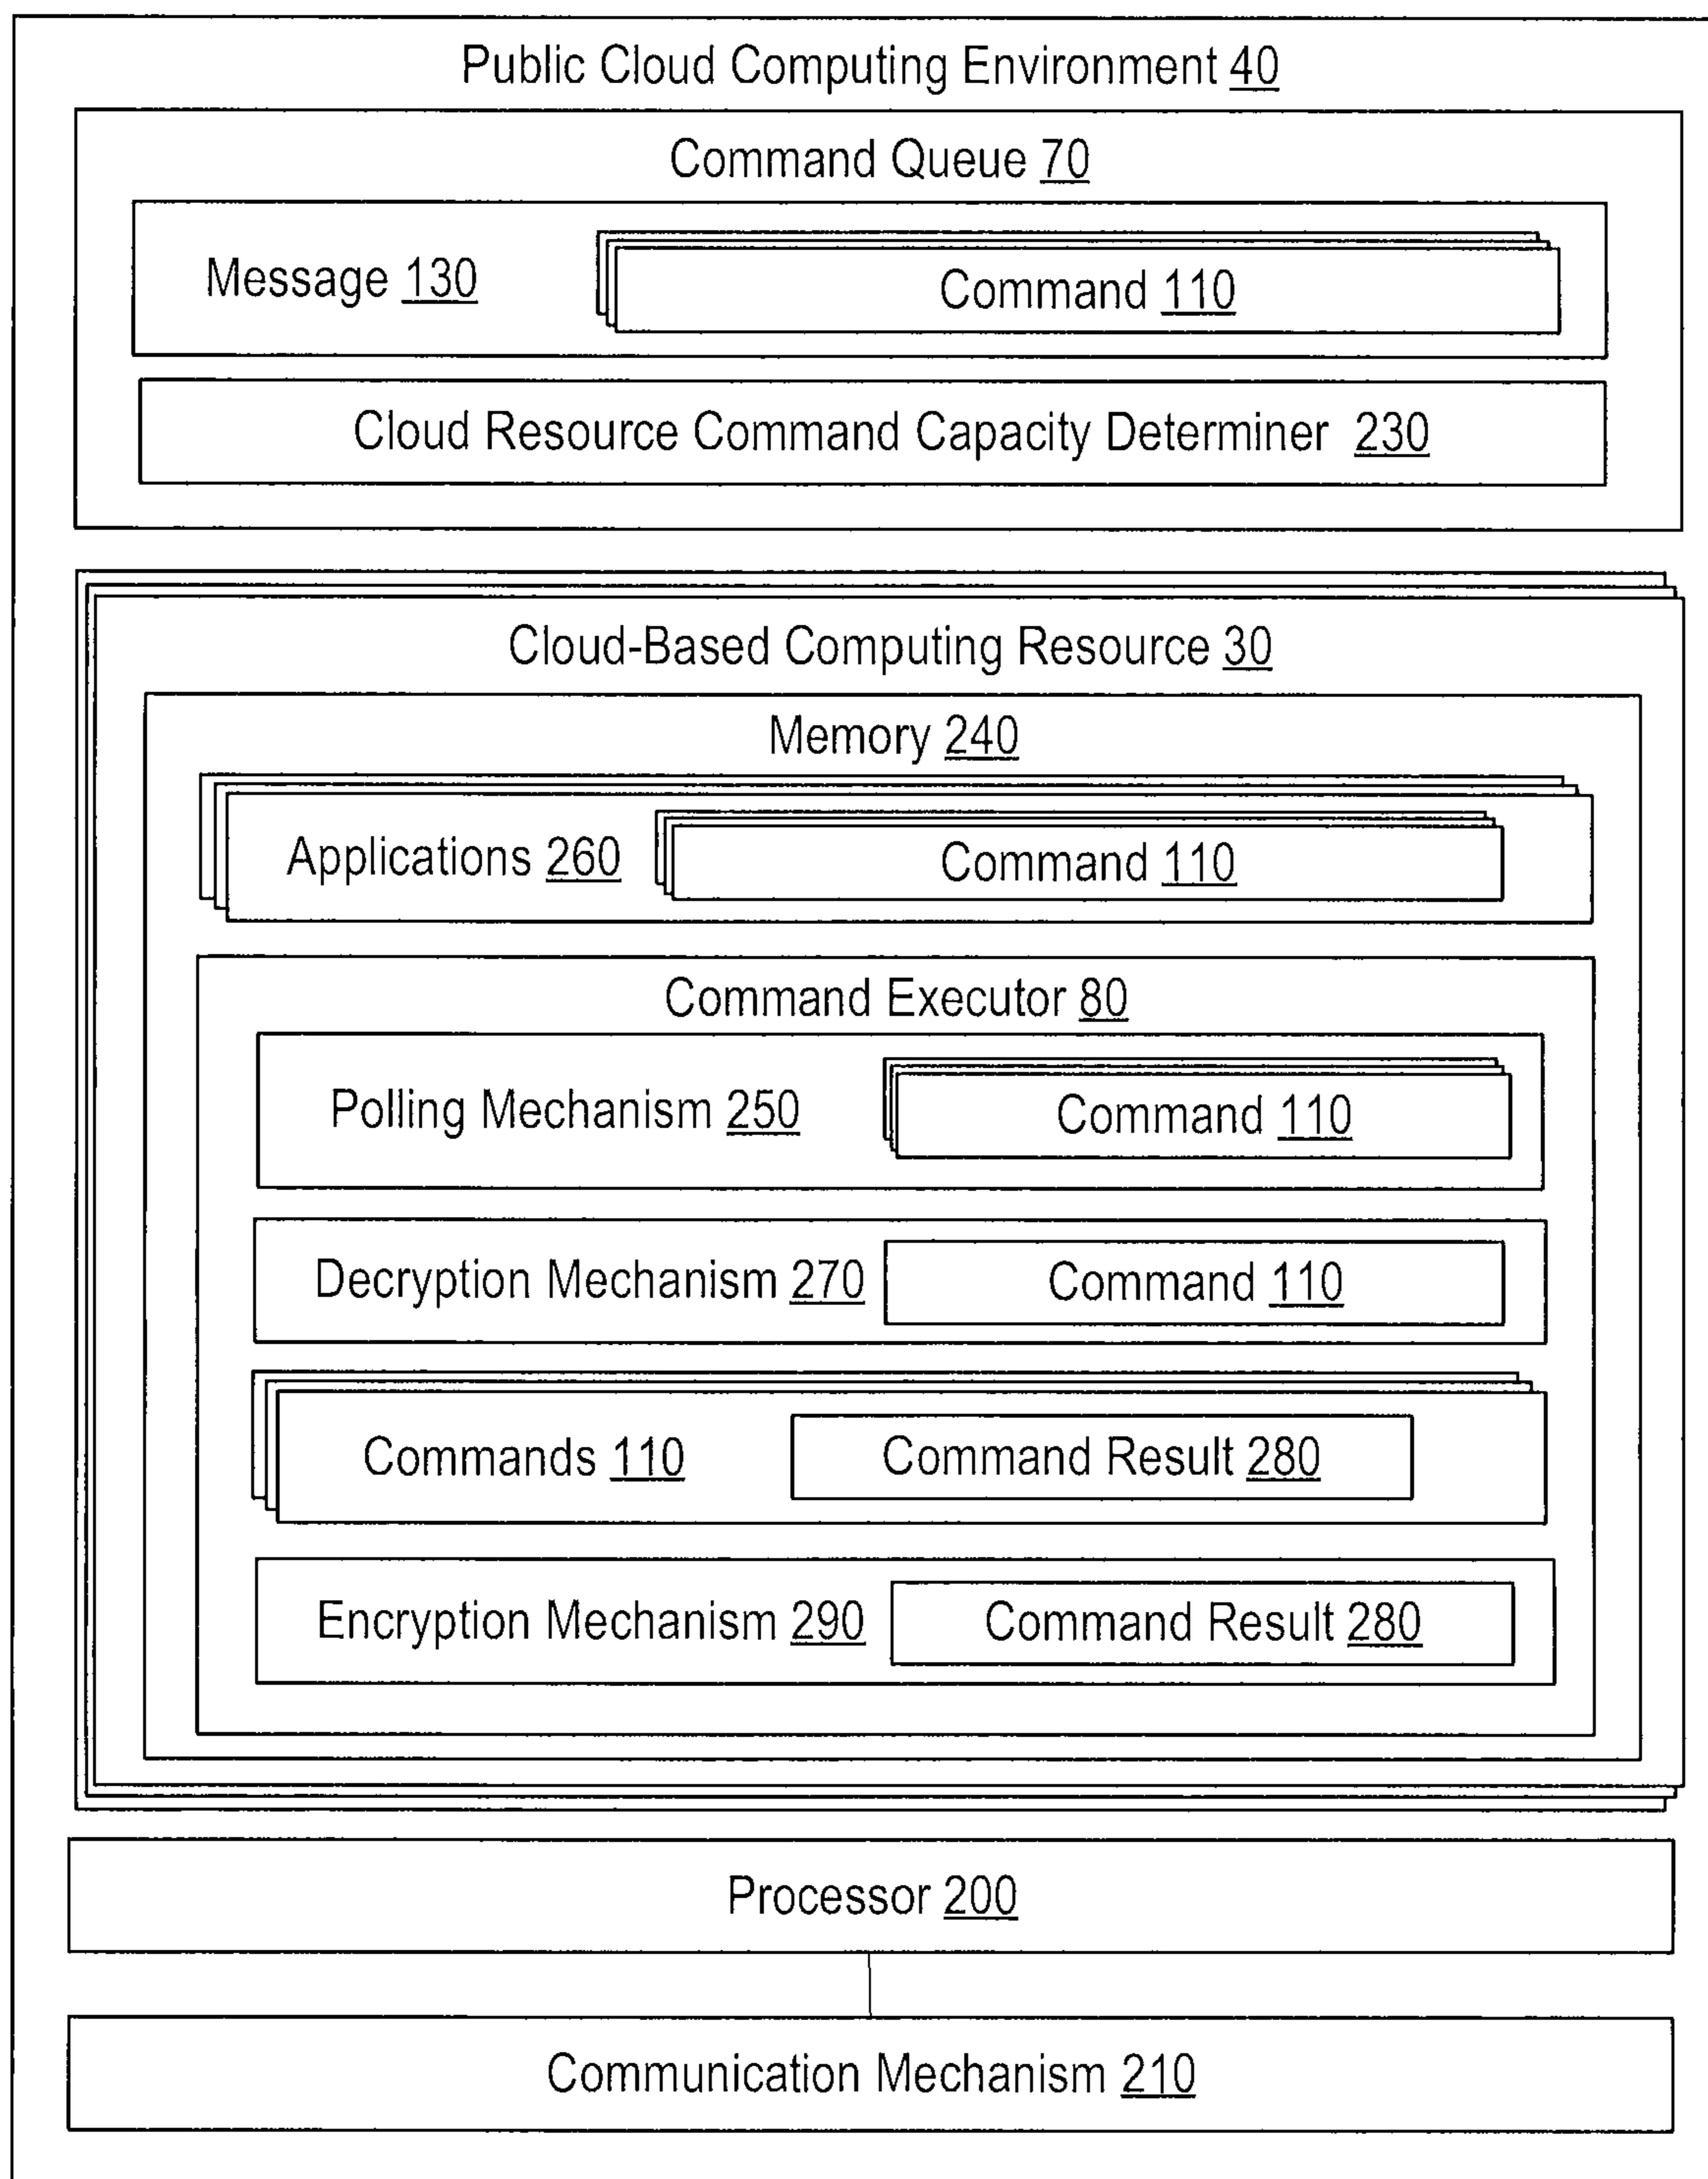 Public Cloud Computing Environment 40
Command Queue 70
Message 130
Command 110
Cloud Resource Command Capacity Determiner 230
Cloud-Based Computing Resource 30
Memory 240
Applications 260
Command 110
Command Executor 80
Polling Mechanism 250
Command 110
Decryption Mechanism 270
Command 110
Commands 110
Command Result 280
Encryption Mechanism 290
Command Result 280
Processor 200
Communication Mechanism 210